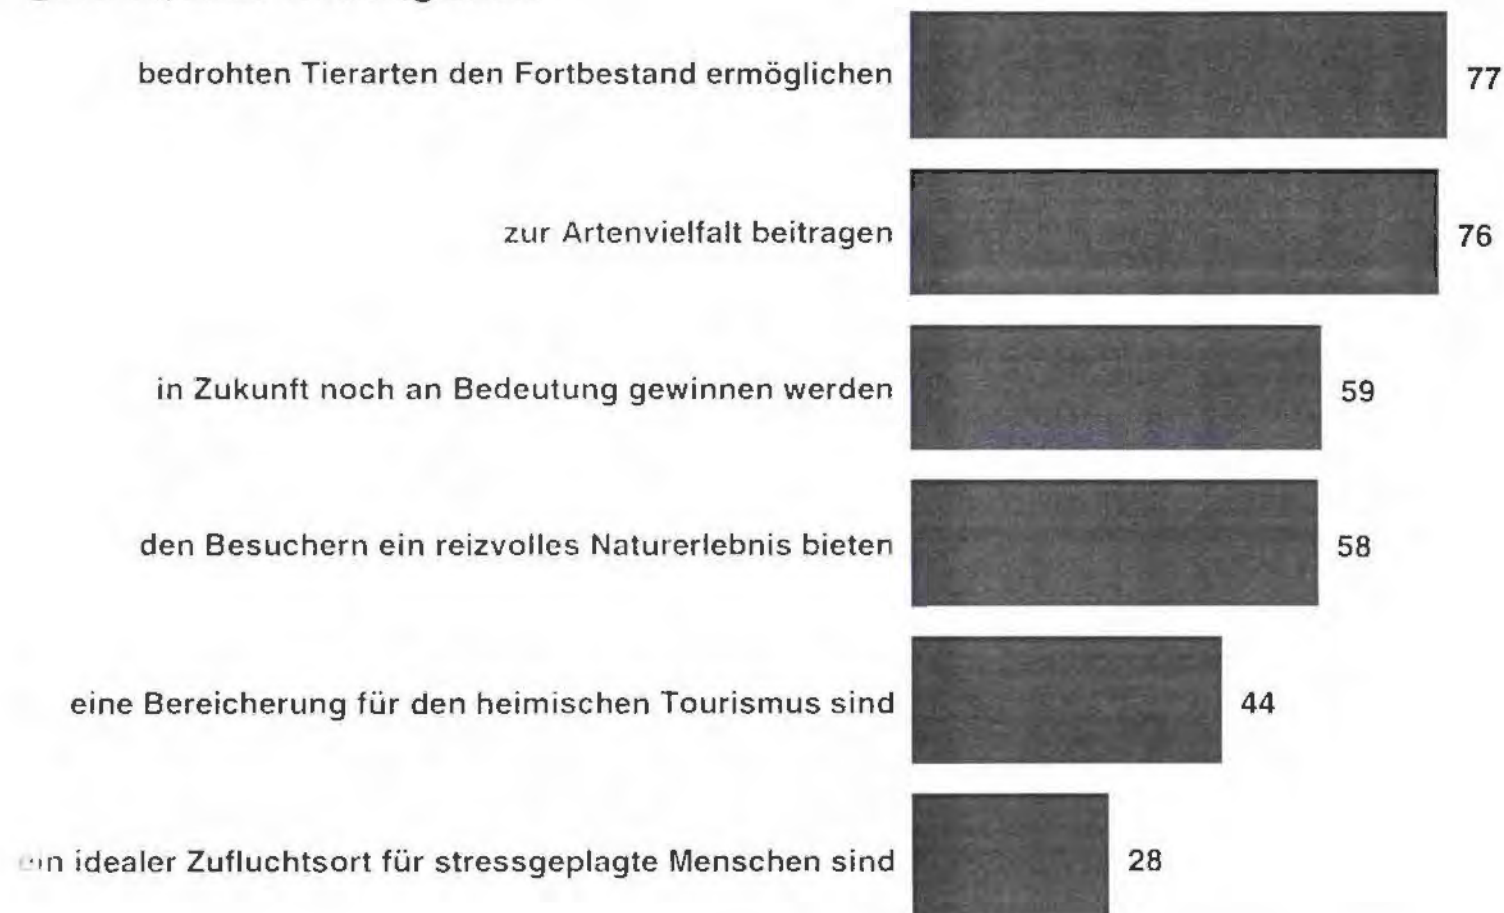 bedrohten Tierarten den Fortbestand ermöglichen 77
zur Artenvielfalt beitragen 76
in Zukunft noch an Bedeutung gewinnen werden 59
den Besuchern ein reizvolles Naturerlebnis bieten 58
eine Bereicherung für den heimischen Tourismus sind 44
ein idealer Zufluchtsort für stressgeplagte Menschen sind 28